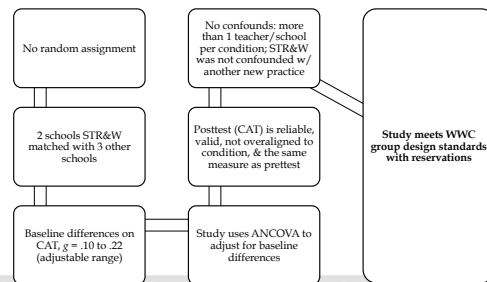 No random assignment
2 schools STR&W
matched with 3 other
schools
Baseline differences on
CAT, g = .10 to .22
(adjustable range)
Study uses ANCOVA to
adjust for baseline
differences
Posttest (CAT) is reliable,
valid, not overaligned to
condition, & the same
measure as prettest
No confounds: more
than 1 teacher/school
per condition; STR&W
was not confounded w/
another new practice
Study meets WWC
group design standards
with reservations